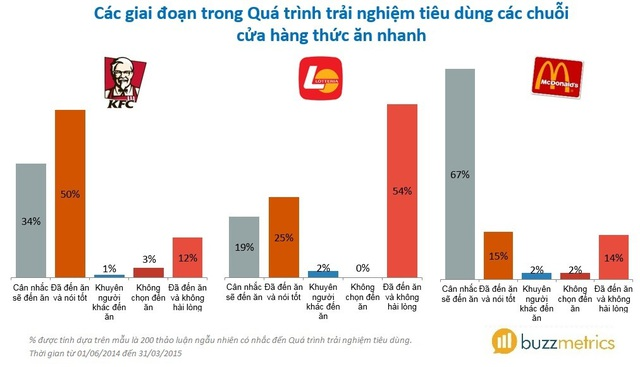 Các giai đoạn trong Quá trình trải nghiệm tiêu dùng các chuỗi
cửa hàng thức ăn nhanh
KFC
L
LOTTERIA
M
McDonald's
34%
50%
1%
3%
12%
Cân nhắc
sẽ đến ăn
Đã đến ăn
và nói tốt
Khuyên
người
khác đến
ăn
Không
chọn đến
ăn
Đã đến ăn
và không
hài lòng
19%
25%
2%
0%
54%
Cân nhắc
sẽ đến ăn
Đã đến ăn
và nói tốt
Khuyên
người
khác đến
ăn
Không
chọn đến
ăn
Đã đến ăn
và không
hài lòng
67%
15%
2%
2%
14%
Cân nhắc
sẽ đến ăn
Đã đến ăn
và nói tốt
Khuyên
người
khác đến
ăn
Không
chọn đến
ăn
Đã đến ăn
và không
hài lòng
% được tính dựa trên mẫu là 200 thảo luận ngẫu nhiên có nhắc đến Quá trình trải nghiệm tiêu dùng.
Thời gian từ 01/06/2014 đến 31/03/2015
buzzmetrics